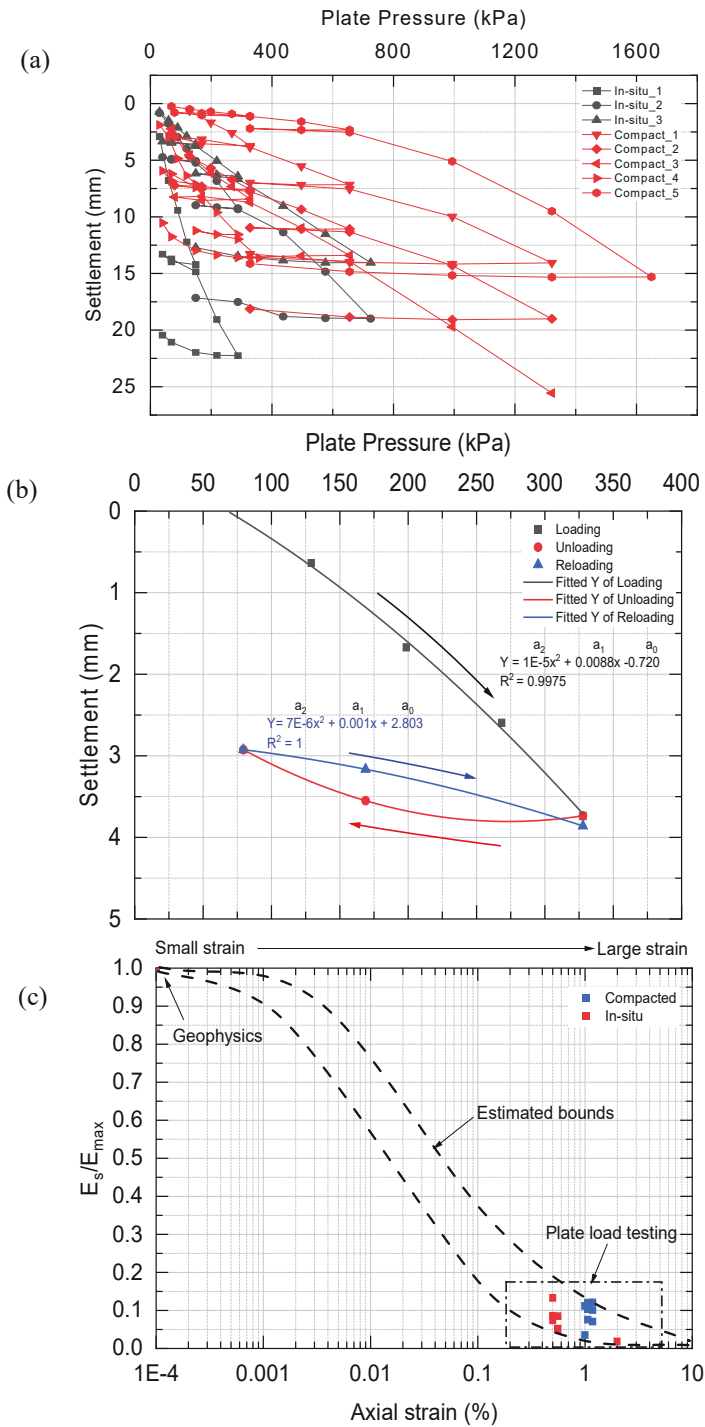 Plate Pressure (kPa)
0 400 800 1200 1600
(a)
0
5
10
15
20
25
Settlement (mm)
In-situ_1
In-situ_2
In-situ_3
Compact_1
Compact_2
Compact_3
Compact_4
Compact_5
Plate Pressure (kPa)
(b)
0 50 100 150 200 250 300 350 400
0
1
2
3
4
5
Settlement (mm)
Loading
Unloading
Reloading
Fitted Y of Loading
Fitted Y of Unloading
Fitted Y of Reloading
a2 a1 a0
Y = 1E-5x² + 0.0088x -0.720
R² = 0.9975
a2 a1 a0
Y= 7E-6x² + 0.001x + 2.803
R² = 1
Small strain Large strain
(c)
1.0
0.9
0.8
0.7
0.6
0.5
0.4
0.3
0.2
0.1
0.0
Es/Emax
Compacted
In-situ
Geophysics
Estimated bounds
Plate load testing
1E-4 0.001 0.01 0.1 1 10
Axial strain (%)